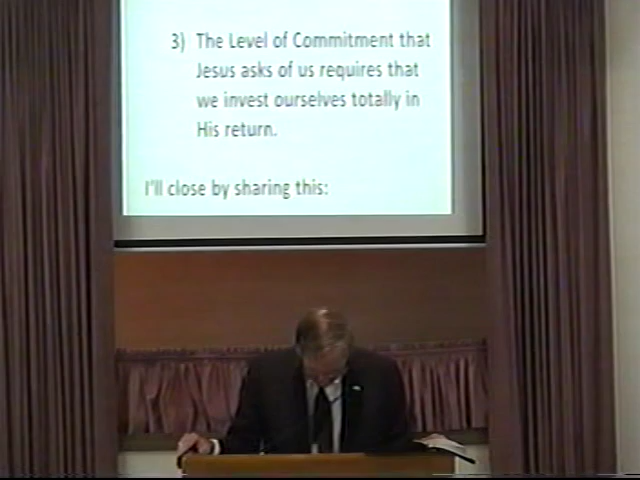 3) The Level of Commitment that
Jesus asks of us requires that
we invest ourselves totally in
His return.
I'll close by sharing this: